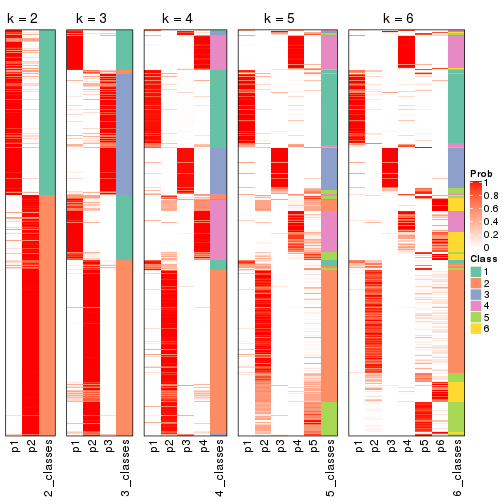 k = 2
k = 3
k = 4
k = 5
k = 6
p1
p2
2_classes
p1
p2
p3
3_classes
p1
p2
p3
p4
4_classes
p1
p2
p3
p4
p5
5_classes
p1
p2
p3
p4
p5
p6
6_classes
Prob
1
0.8
0.6
0.4
0.2
0
Class
1
2
3
4
5
6